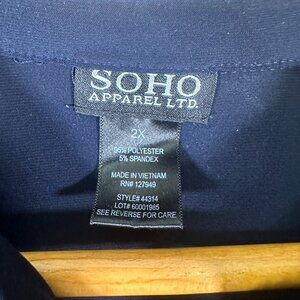 SOHO
APPAREL LTD.
2X
95% POLYESTER
5% SPANDEX
MADE IN VIETNAM
RN# 127949
STYLE# 44314
LOT# 60001985
SEE REVERSE FOR CARE